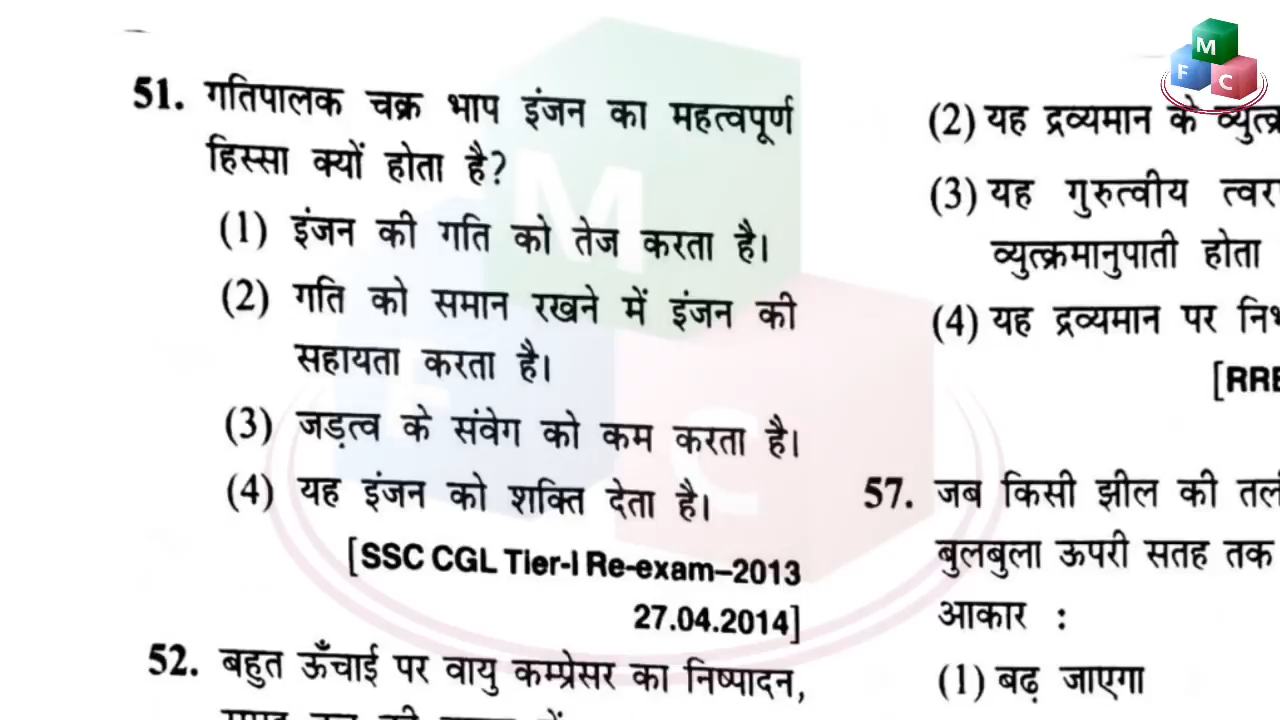 51. गतिपालक चक्र भाप इंजन का महत्वपूर्ण
हिस्सा क्यों होता है?
(1) इंजन की गति को तेज करता है।
(2) गति को समान रखने में इंजन की
सहायता करता है।
(3) जड़त्व के संवेग को कम करता है।
(4) यह इंजन को शक्ति देता है।
[SSC CGL Tier-I Re-exam–2013
27.04.2014]
52. बहुत ऊँचाई पर वायु कम्प्रेसर का निष्पादन,
(2) यह द्रव्यमान के
(3) यह गुरुत्वीय
व्युत्क्रमानुपाती होता
(4) यह द्रव्यमान पर
57. जब किसी झील की
बुलबुला ऊपरी सतह तक
आकार :
(1) बढ़ जाएगा
M
F
C
M
F
C